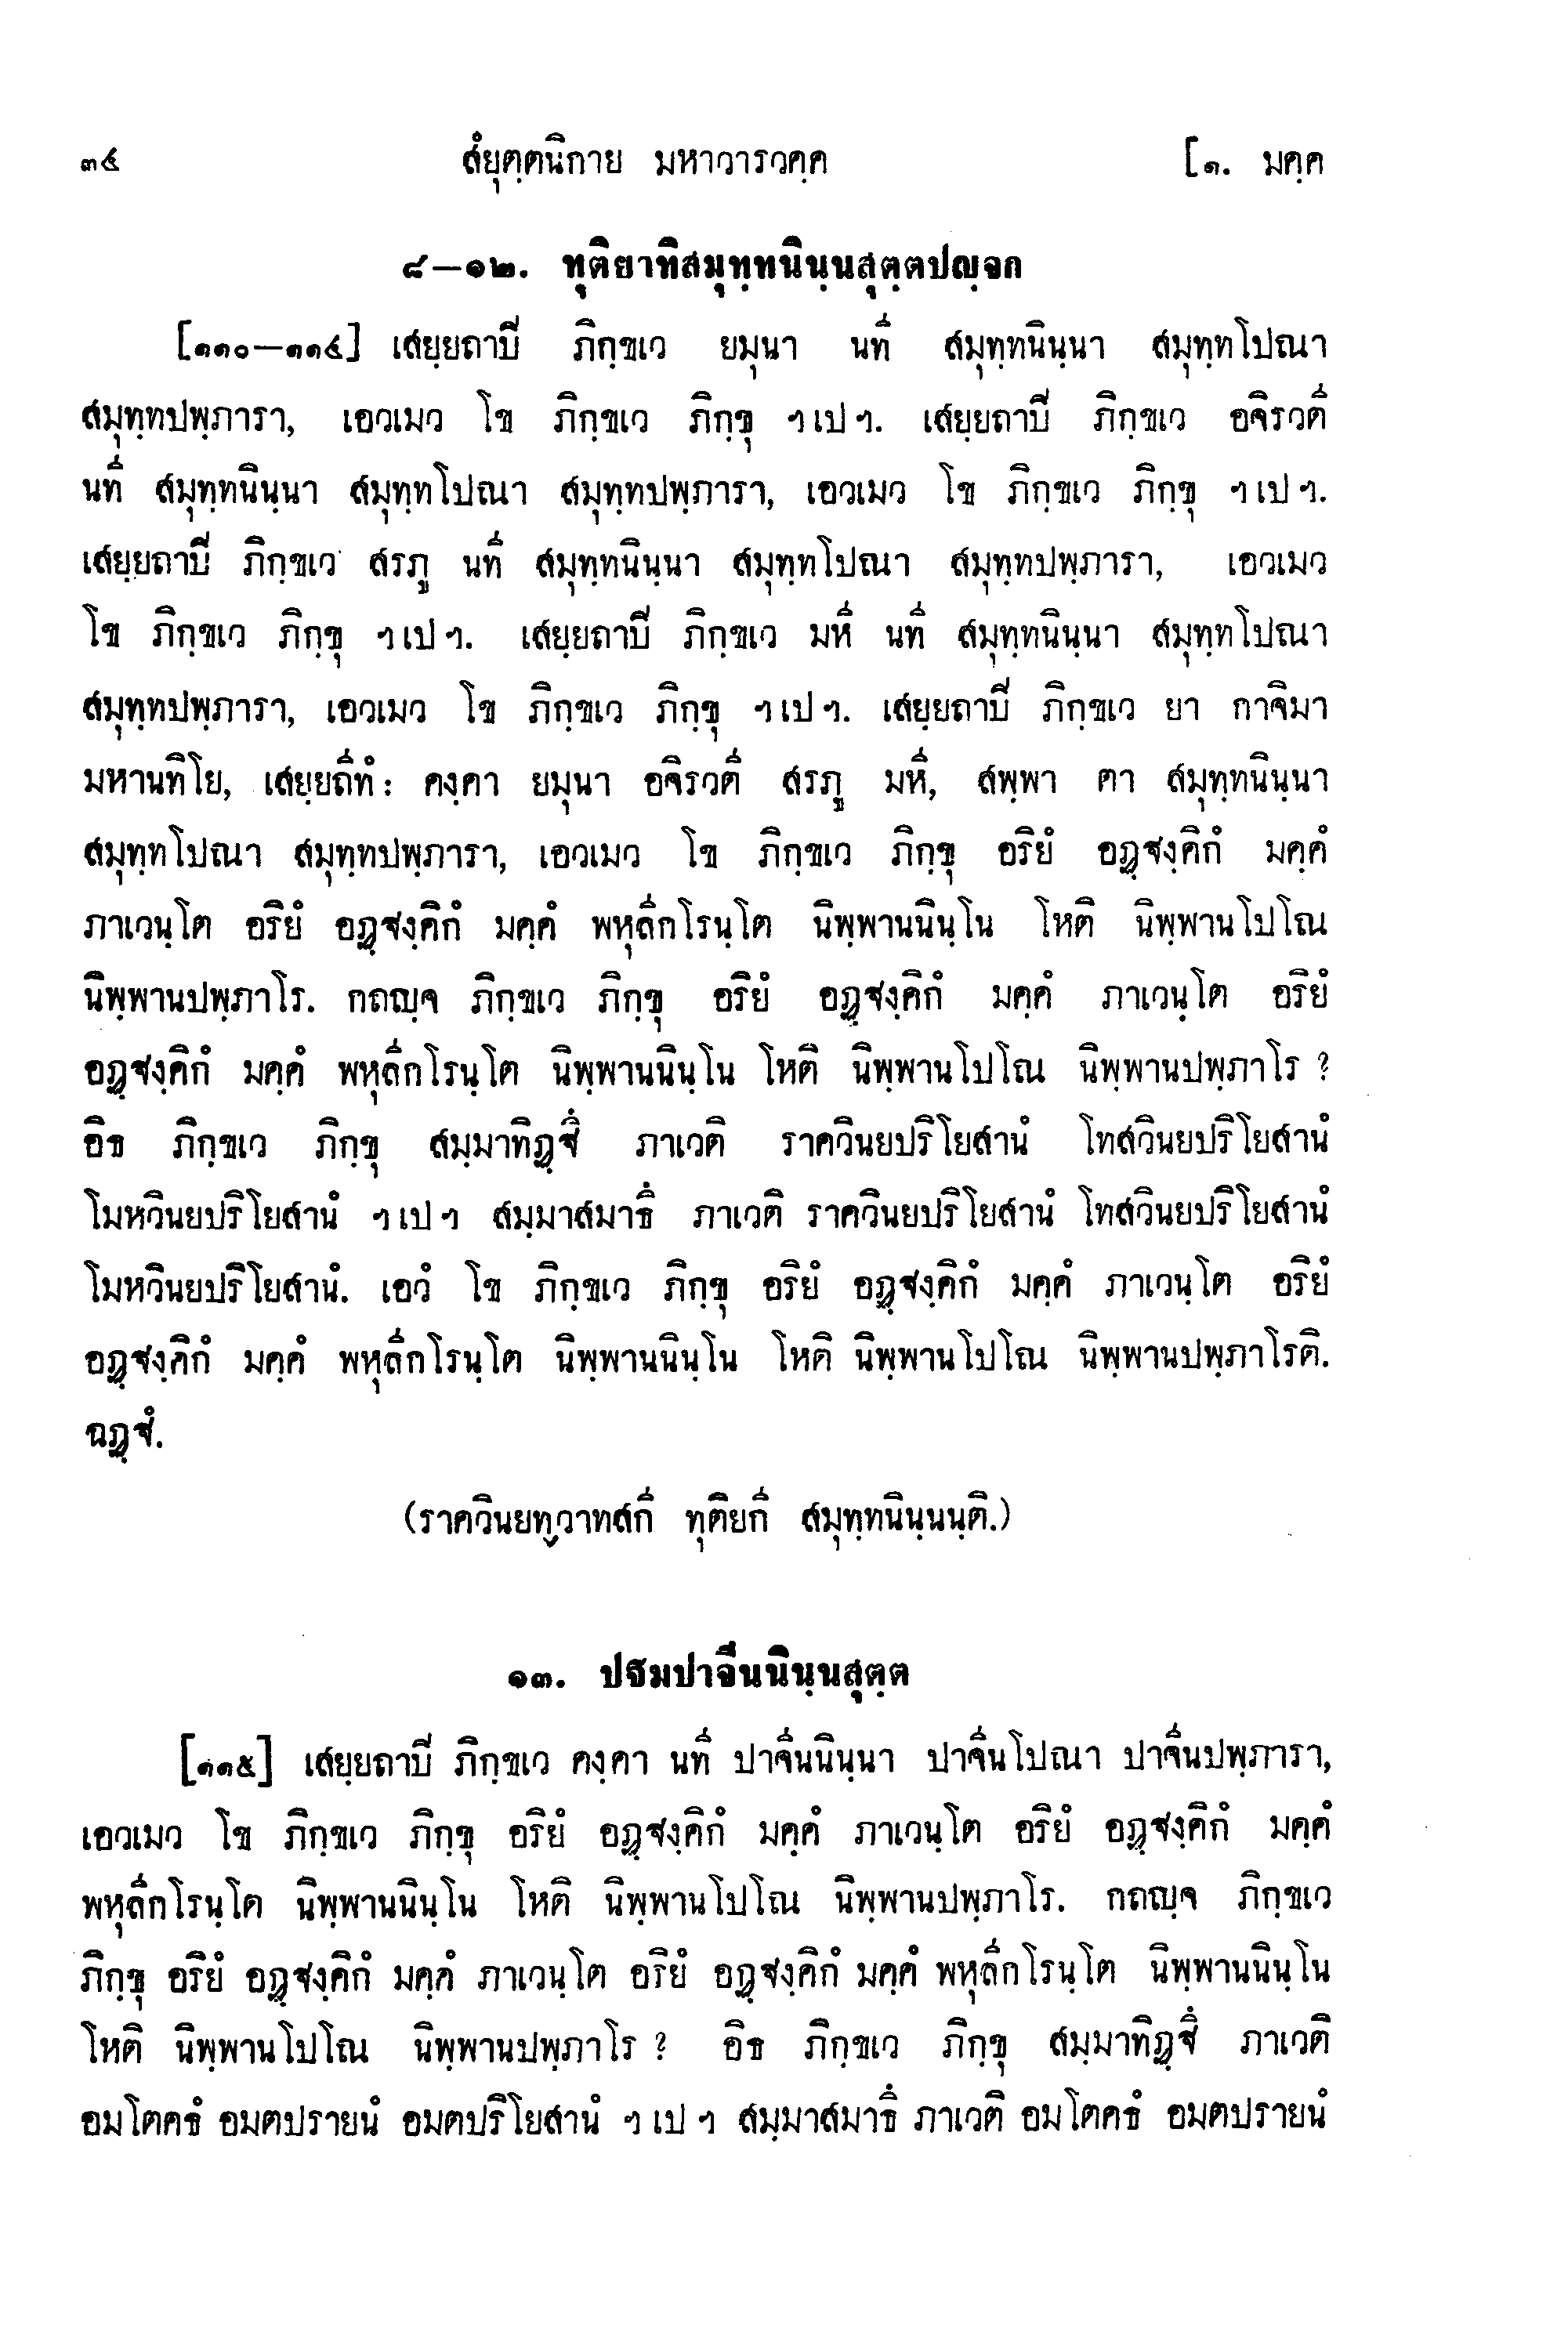 ๓๔ สํยุตฺตนิกาย มหาวารวคฺค [๑. มคฺค
๘—๑๒. ทุติยาทิสมุทฺทนินฺนสุตฺตปญฺจก
[๑๑๐—๑๑๔] เสยฺยถาปิ ภิกฺขเว ยมุนา นที สมุทฺทนินฺนา สมุทฺทโปณา
สมุทฺทปพฺภารา, เอวเมว โข ภิกฺขเว ภิกฺขุ ฯเปฯ. เสยฺยถาปิ ภิกฺขเว อจิรวตี
นที สมุทฺทนินฺนา สมุทฺทโปณา สมุทฺทปพฺภารา, เอวเมว โข ภิกฺขเว ภิกฺขุ ฯเปฯ.
เสยฺยถาปิ ภิกฺขเว สรภู นที สมุทฺทนินฺนา สมุทฺทโปณา สมุทฺทปพฺภารา, เอวเมว
โข ภิกฺขเว ภิกฺขุ ฯเปฯ. เสยฺยถาปิ ภิกฺขเว มหี นที สมุทฺทนินฺนา สมุทฺทโปณา
สมุทฺทปพฺภารา, เอวเมว โข ภิกฺขเว ภิกฺขุ ฯเปฯ. เสยฺยถาปิ ภิกฺขเว ยา กาจิมา
มหานทิโย, เสยฺยถีทํ: คงฺคา ยมุนา อจิรวตี สรภู มหี, สพฺพา ตา สมุทฺทนินฺนา
สมุทฺทโปณา สมุทฺทปพฺภารา, เอวเมว โข ภิกฺขเว ภิกฺขุ อริยํ อฏฺฐงฺคิกํ มคฺคํ
ภาเวนฺโต อริยํ อฏฺฐงฺคิกํ มคฺคํ พหุลีกโรนฺโต นิพฺพานนินฺโน โหติ นิพฺพานโปโณ
นิพฺพานปพฺภาโร. กถญฺจ ภิกฺขเว ภิกฺขุ อริยํ อฏฺฐงฺคิกํ มคฺคํ ภาเวนฺโต อริยํ
อฏฺฐงฺคิกํ มคฺคํ พหุลีกโรนฺโต นิพฺพานนินฺโน โหติ นิพฺพานโปโณ นิพฺพานปพฺภาโร ?
อิธ ภิกฺขเว ภิกฺขุ สมฺมาทิฏฺฐึ ภาเวติ ราควินยปริโยสานํ โทสวินยปริโยสานํ
โมหวินยปริโยสานํ ฯเปฯ สมฺมาสมาธึ ภาเวติ ราควินยปริโยสานํ โทสวินยปริโยสานํ
โมหวินยปริโยสานํ. เอวํ โข ภิกฺขเว ภิกฺขุ อริยํ อฏฺฐงฺคิกํ มคฺคํ ภาเวนฺโต อริยํ
อฏฺฐงฺคิกํ มคฺคํ พหุลีกโรนฺโต นิพฺพานนินฺโน โหติ นิพฺพานโปโณ นิพฺพานปพฺภาโรติ.
ฉฏฺฐํ.
(ราควินยทฺวาทสกี ทุติยกี สมุทฺทนินฺนนฺติ.)
๑๓. ปฐมปาจีนนินฺนสุตฺต
[๑๑๕] เสยฺยถาปิ ภิกฺขเว คงฺคา นที ปาจีนนินฺนา ปาจีนโปณา ปาจีนปพฺภารา,
เอวเมว โข ภิกฺขเว ภิกฺขุ อริยํ อฏฺฐงฺคิกํ มคฺคํ ภาเวนฺโต อริยํ อฏฺฐงฺคิกํ มคฺคํ
พหุลีกโรนฺโต นิพฺพานนินฺโน โหติ นิพฺพานโปโณ นิพฺพานปพฺภาโร. กถญฺจ ภิกฺขเว
ภิกฺขุ อริยํ อฏฺฐงฺคิกํ มคฺคํ ภาเวนฺโต อริยํ อฏฺฐงฺคิกํ มคฺคํ พหุลีกโรนฺโต นิพฺพานนินฺโน
โหติ นิพฺพานโปโณ นิพฺพานปพฺภาโร ? อิธ ภิกฺขเว ภิกฺขุ สมฺมาทิฏฺฐึ ภาเวติ
อมโตคธํ อมตปรายนํ อมตปริโยสานํ ฯเปฯ สมฺมาสมาธึ ภาเวติ อมโตคธํ อมตปรายนํ